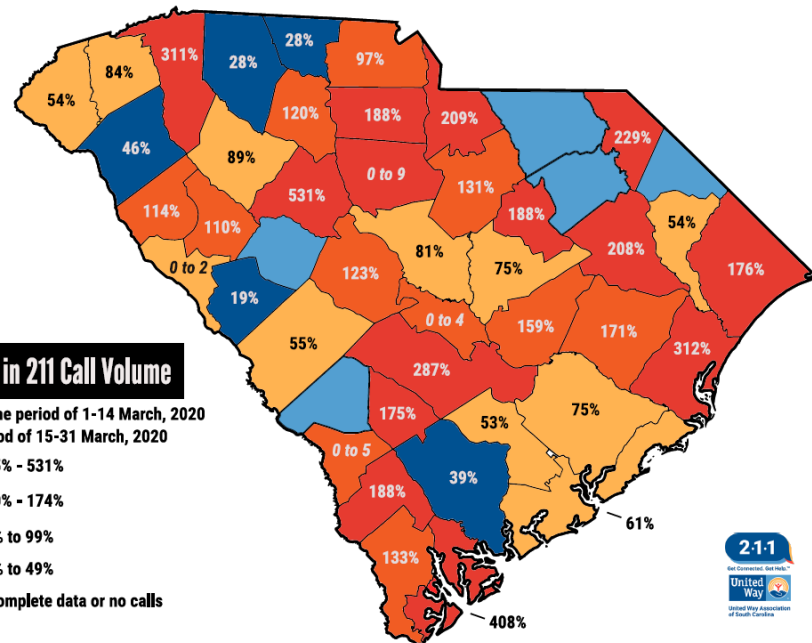 311%
28%
28%
97%
84%
54%
120%
188%
209%
229%
46%
89%
0 to 9
131%
531%
188%
54%
114%
110%
208%
176%
81%
75%
0 to 2
123%
19%
0 to 4
159%
171%
55%
312%
in 211 Call Volume
287%
ne period of 1-14 March, 2020
od of 15-31 March, 2020
175%
53%
75%
% - 531%
0 to 5
39%
% - 174%
188%
61%
% to 99%
133%
% to 49%
omplete data or no calls
408%
2-1-1
Get Connected. Get Help.™
United
Way
United Way Association
of South Carolina